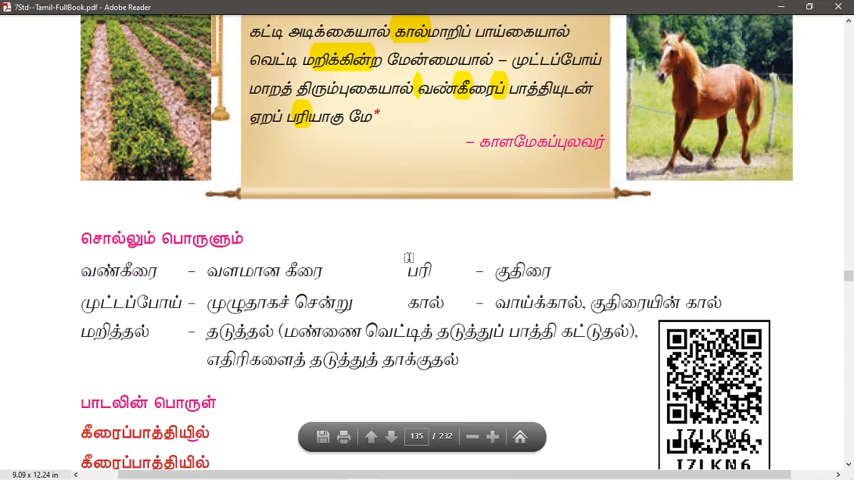 7Std--Tamil-FullBook.pdf - Adobe Reader
கட்டி அடிக்கையால் கால்மாறிப் பாய்கையால்
வெட்டி மறிக்கின்ற மேன்மையால் – முட்டப்போய்
மாறத் திரும்புகையால் வண்கீரைப் பாத்தியுடன்
ஏறப் பரியாகு மே*
– காளமேகப்புலவர்
சொல்லும் பொருளும்
வண்கீரை – வளமான கீரை பரி – குதிரை
முட்டப்போய் – முழுதாகச் சென்று கால் – வாய்க்கால், குதிரையின் கால்
மறித்தல் – தடுத்தல் (மண்ணை வெட்டித் தடுத்துப் பாத்தி கட்டுதல்),
எதிரிகளைத் தடுத்துத் தாக்குதல்
பாடலின் பொருள்
கீரைப்பாத்தியில்
கீரைப்பாத்தியில்
135 / 232
I7LKN6
I7LKN6
9.09 x 12.24 in